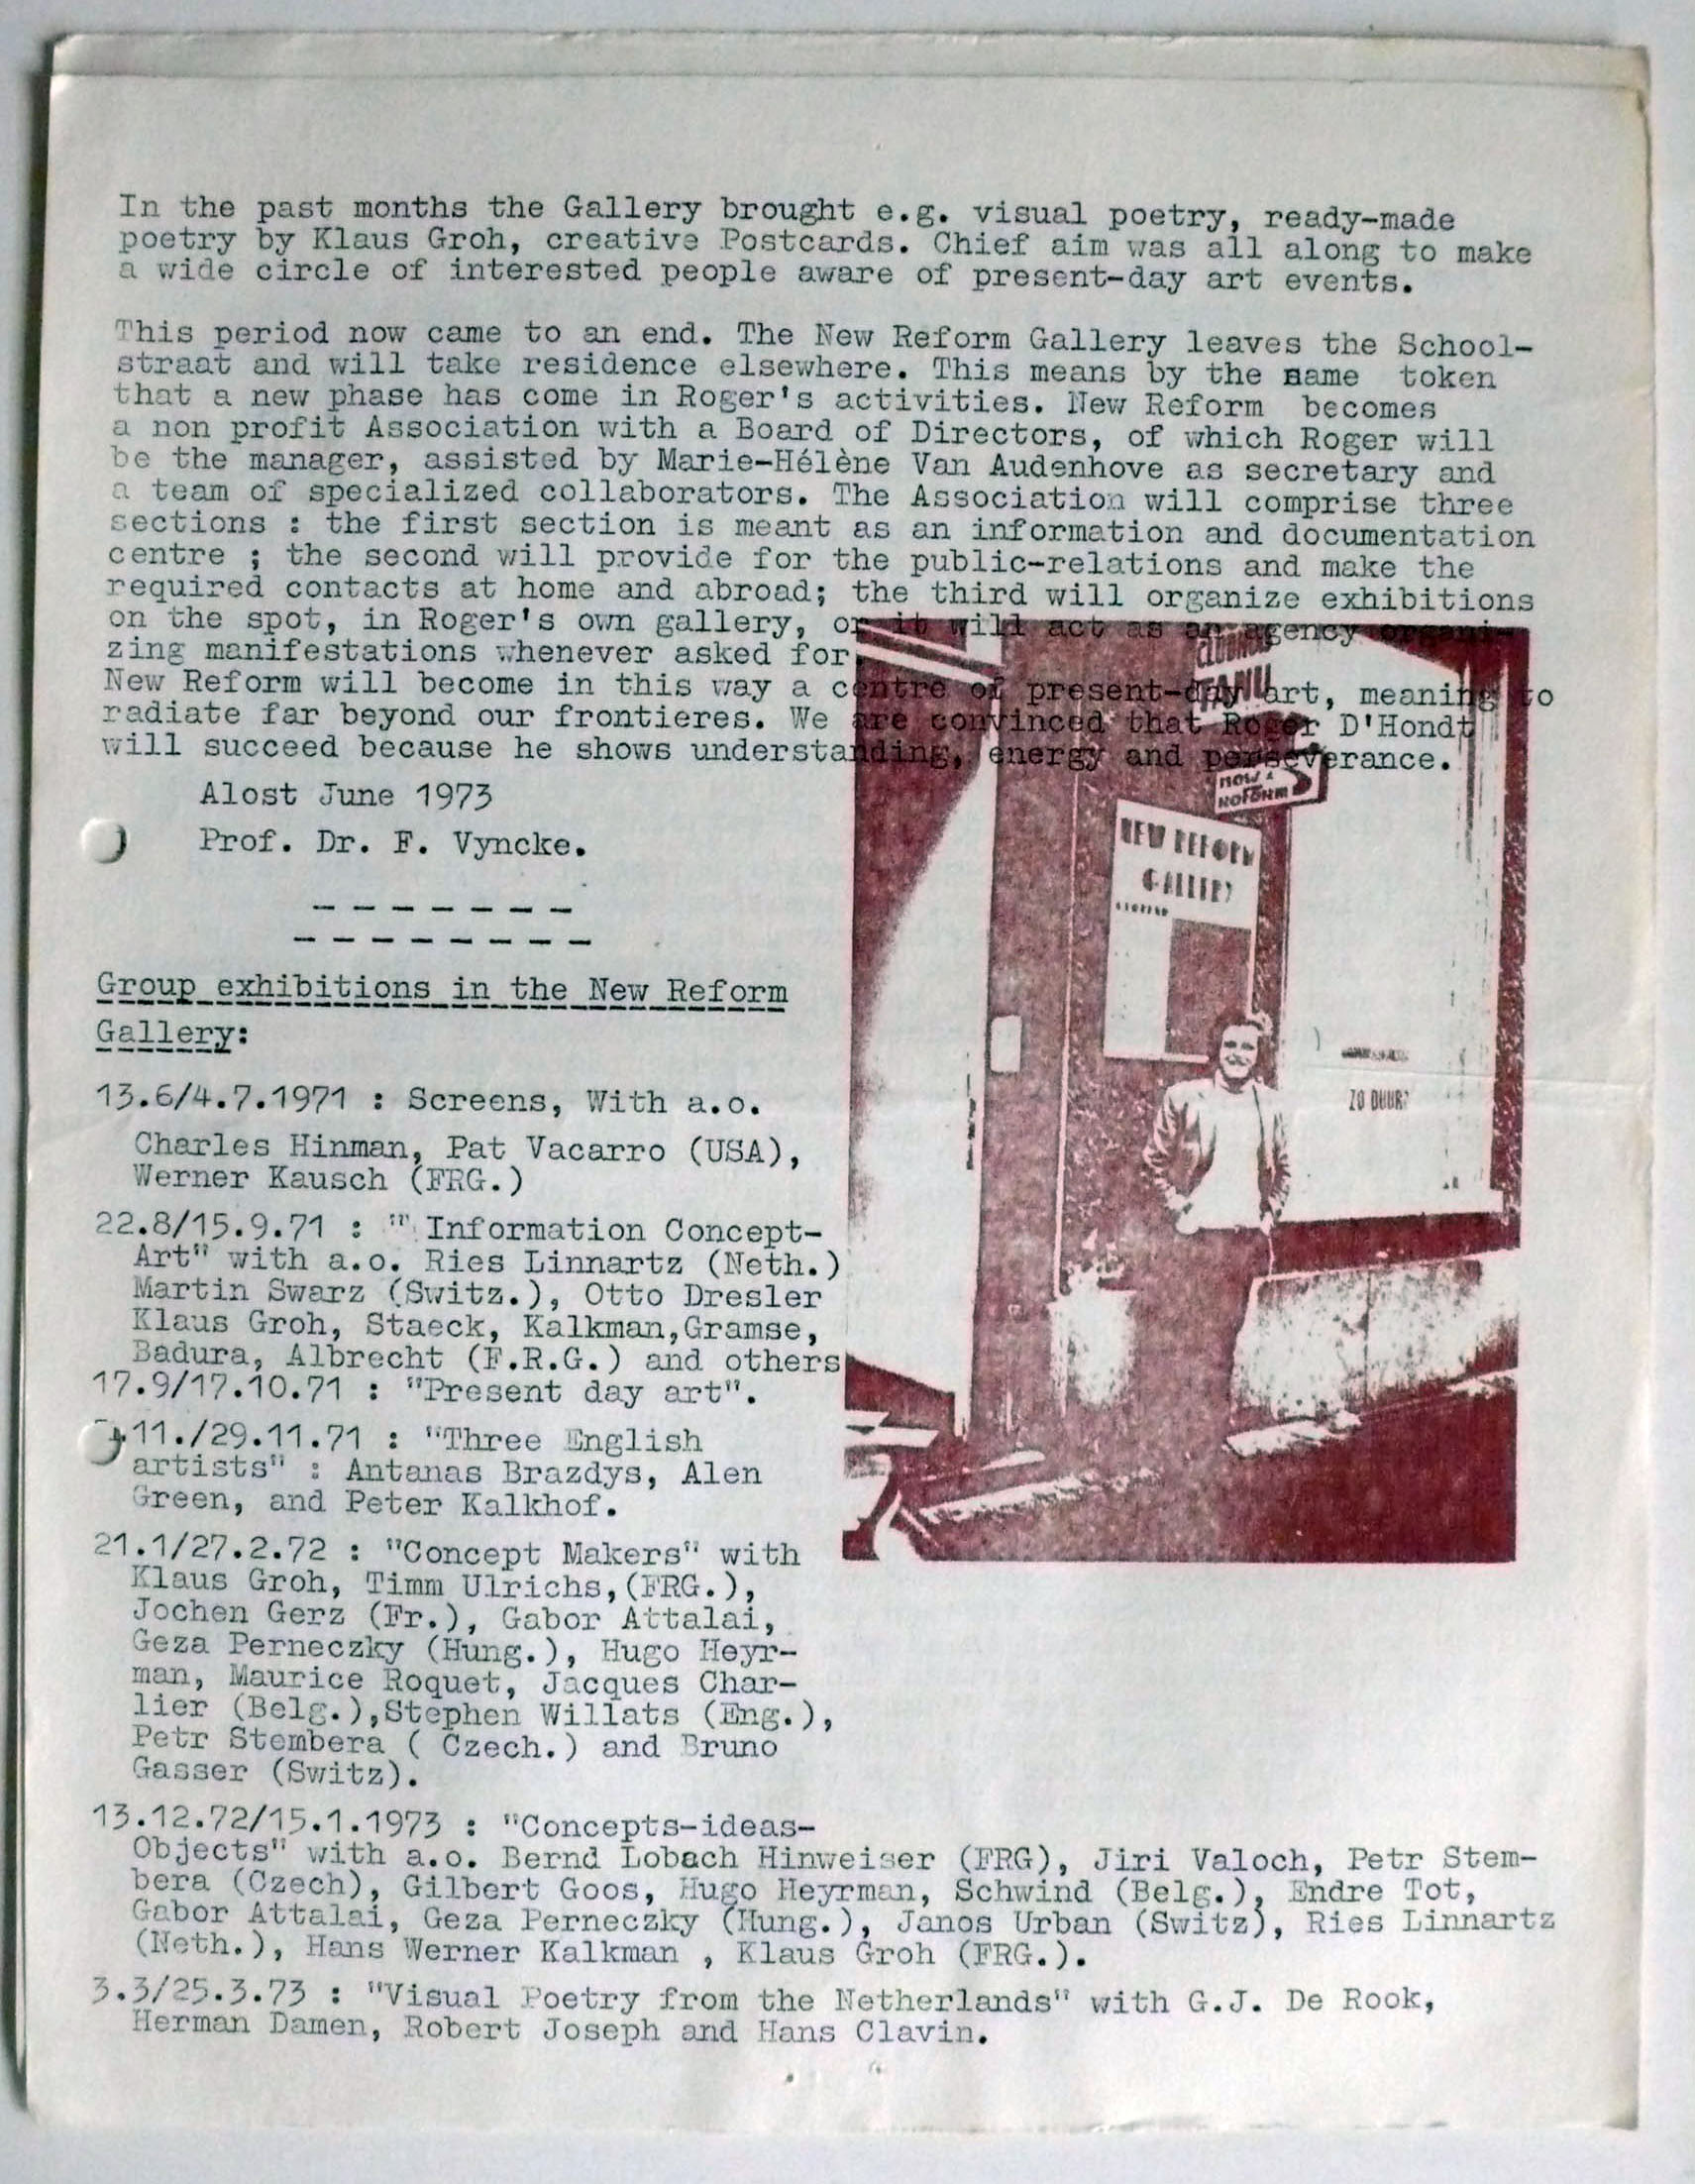 In the past months the Gallery brought e.g. visual poetry, ready-made
poetry by Klaus Groh, creative Postcards. Chief aim was all along to make
a wide circle of interested people aware of present-day art events.
This period now came to an end. The New Reform Gallery leaves the School-
straat and will take residence elsewhere. This means by the same token
that a new phase has come in Roger's activities. New Reform becomes
a non profit Association with a Board of Directors, of which Roger will
be the manager, assisted by Marie-Hélène Van Audenhove as secretary and
a team of specialized collaborators. The Association will comprise three
sections : the first section is meant as an information and documentation
centre ; the second will provide for the public-relations and make the
required contacts at home and abroad; the third will organize exhibitions
on the spot, in Roger's own gallery, or it will act as an agency organi-
zing manifestations whenever asked for
New Reform will become in this way a centre of present-day art, meaning to
radiate far beyond our frontieres. We are convinced that Roger D'Hondt
will succeed because he shows understanding, energy and perseverance.
Alost June 1973
Prof. Dr. F. Vyncke.
NEW REFORM
GALLERY
ZO DUUR?
Group exhibitions in the New Reform
Gallery:
13.6/4.7.1971 : Screens, With a.o.
Charles Hinman, Pat Vacarro (USA),
Werner Kausch (FRG.)
22.8/15.9.71 : " Information Concept-
Art" with a.o. Ries Linnartz (Neth.)
Martin Swarz (Switz.), Otto Dresler
Klaus Groh, Staeck, Kalkman,Gramse,
Badura, Albrecht (F.R.G.) and others
17.9/17.10.71 : "Present day art".
11./29.11.71 : "Three English
artists" : Antanas Brazdys, Alen
Green, and Peter Kalkhof.
21.1/27.2.72 : "Concept Makers" with
Klaus Groh, Timm Ulrichs,(FRG.),
Jochen Gerz (Fr.), Gabor Attalai,
Geza Perneczky (Hung.), Hugo Heyr-
man, Maurice Roquet, Jacques Char-
lier (Belg.),Stephen Willats (Eng.),
Petr Stembera ( Czech.) and Bruno
Gasser (Switz).
13.12.72/15.1.1973 : "Concepts-ideas-
Objects" with a.o. Bernd Lobach Hinweiser (FRG), Jiri Valoch, Petr Stem-
bera (Czech), Gilbert Goos, Hugo Heyrman, Schwind (Belg.), Endre Tot,
Gabor Attalai, Geza Perneczky (Hung.), Janos Urban (Switz), Ries Linnartz
(Neth.), Hans Werner Kalkman , Klaus Groh (FRG.).
3.3/25.3.73 : "Visual Poetry from the Netherlands" with G.J. De Rook,
Herman Damen, Robert Joseph and Hans Clavin.